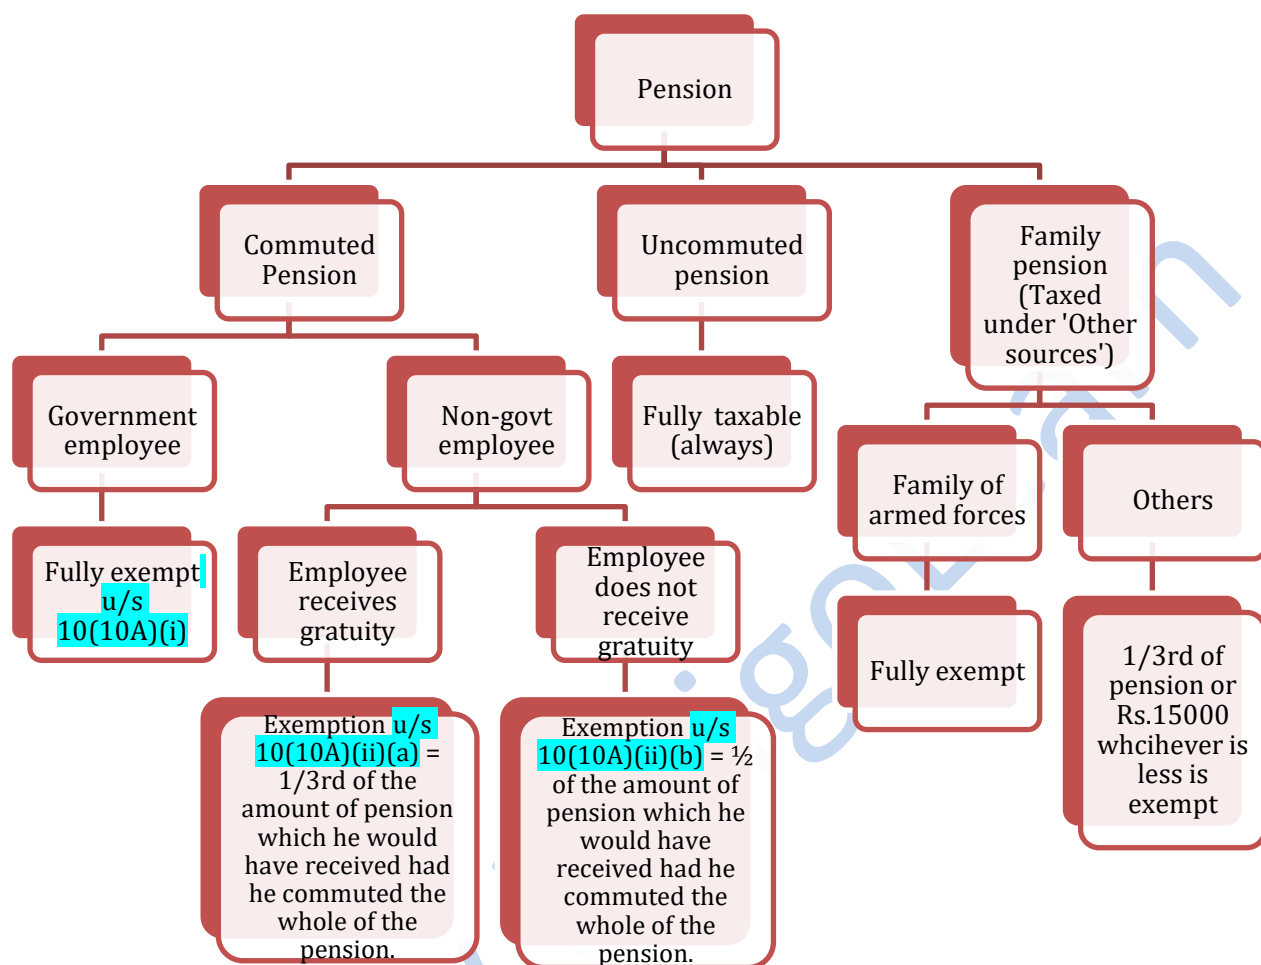 Pension
Commuted
Pension
Uncommuted
pension
Family
pension
(Taxed
under 'Other
sources')
Government
employee
Non-govt
employee
Fully taxable
(always)
Family of
armed forces
Others
Fully exempt
u/s
10(10A)(i)
Employee
receives
gratuity
Employee
does not
receive
gratuity
Fully exempt
1/3rd of
pension or
Rs.15000
whcihever is
less is
exempt
Exemption u/s
10(10A)(ii)(a) =
1/3rd of the
amount of pension
which he would
have received had
he commuted the
whole of the
pension.
Exemption u/s
10(10A)(ii)(b) = ½
of the amount of
pension which he
would have
received had he
commuted the
whole of the
pension.